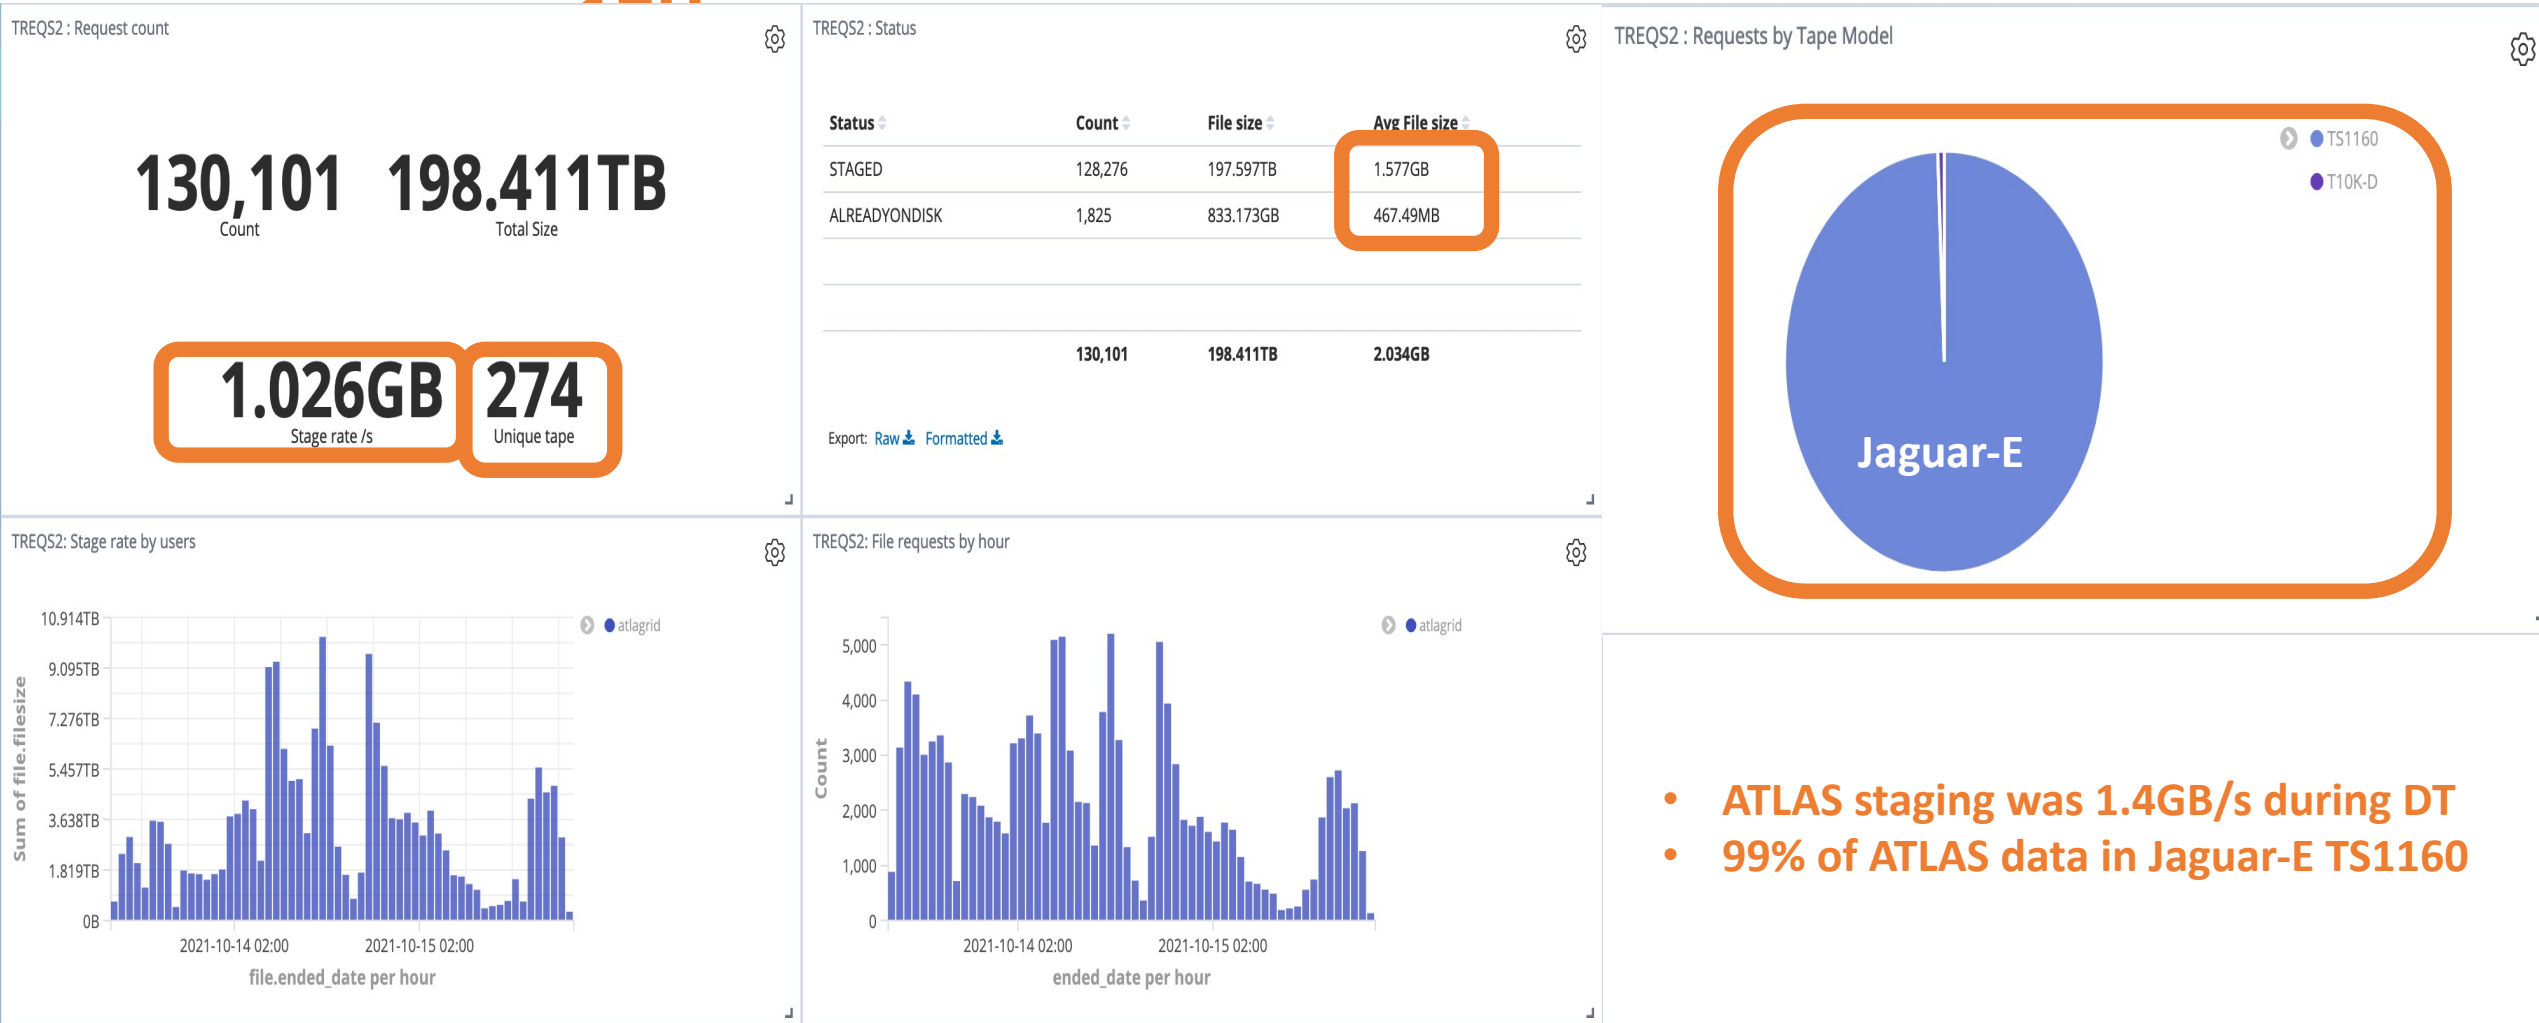 TREQS2 : Request count
130,101 198.411TB
Count Total Size
1.026GB 274
Stage rate /s Unique tape
TREQS2 : Status
Status Count File size Avg File size
STAGED 128,276 197.597TB 1.577GB
ALREADYONDISK 1,825 833.173GB 467.49MB
130,101 198.411TB 2.034GB
Export: Raw Formatted
TREQS2 : Requests by Tape Model
TS1160
T10K-D
Jaguar-E
TREQS2: Stage rate by users
10.914TB
9.095TB
7.276TB
5.457TB
3.638TB
1.819TB
0B
Sum of file.filesize
2021-10-14 02:00 2021-10-15 02:00
file.ended_date per hour
atlagrid
TREQS2: File requests by hour
5,000
4,000
3,000
2,000
1,000
0
Count
2021-10-14 02:00 2021-10-15 02:00
ended_date per hour
atlagrid
• ATLAS staging was 1.4GB/s during DT
• 99% of ATLAS data in Jaguar-E TS1160